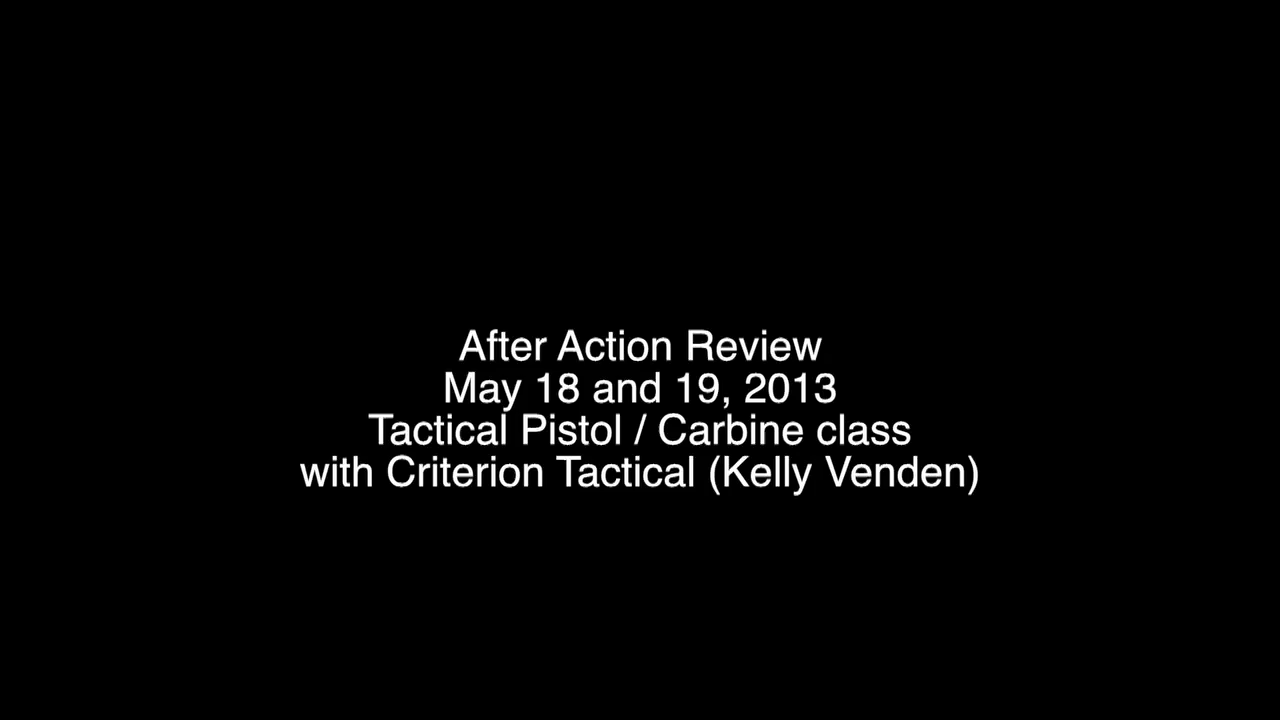 After Action Review
May 18 and 19, 2013
Tactical Pistol / Carbine class
with Criterion Tactical (Kelly Venden)